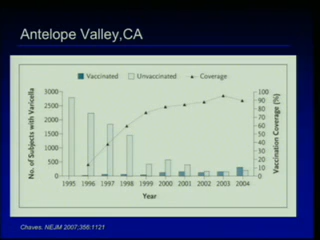 Antelope Valley,CA
Vaccinated Unvaccinated Coverage
No. of Subjects with Varicella
3000
2500
2000
1500
1000
500
0
1995 1996 1997 1998 1999 2000 2001 2002 2003 2004
Year
100
90
80
70
60
50
40
30
20
10
0
Vaccination Coverage (%)
Chaves, NEJM 2007;356:1121